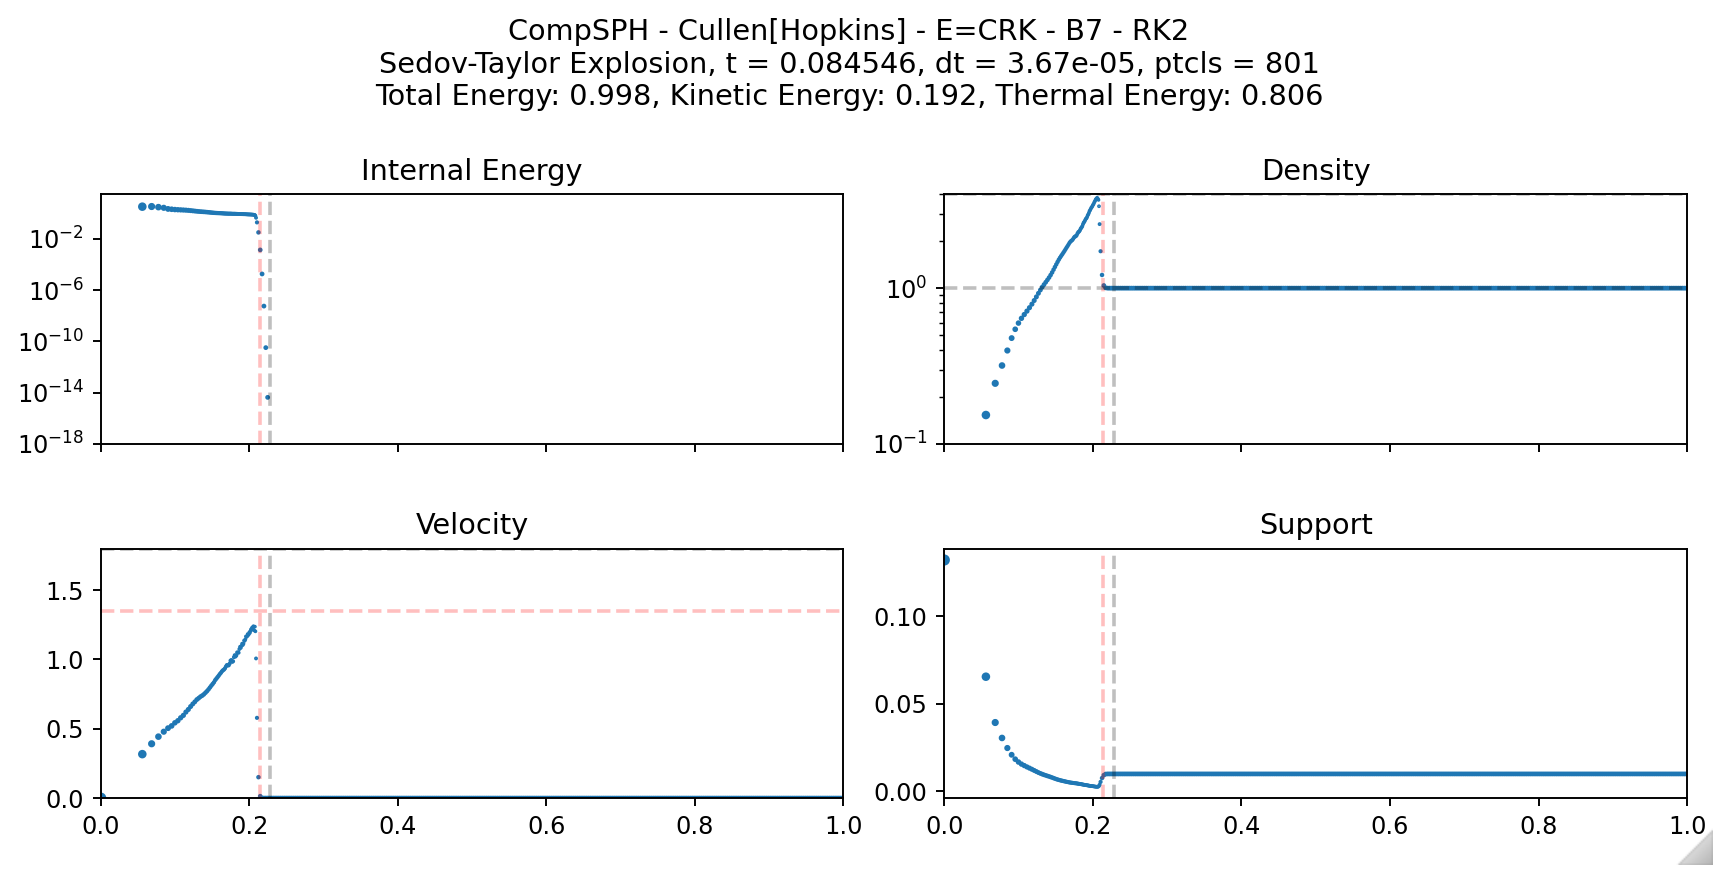 CompSPH - Cullen[Hopkins] - E=CRK - B7 - RK2
Sedov-Taylor Explosion, t = 0.084546, dt = 3.67e-05, ptcls = 801
Total Energy: 0.998, Kinetic Energy: 0.192, Thermal Energy: 0.806
Internal Energy
10⁻²
10⁻⁶
10⁻¹⁰
10⁻¹⁴
10⁻¹⁸
Density
10⁰
10⁻¹
Velocity
1.5
1.0
0.5
0.0
0.0 0.2 0.4 0.6 0.8 1.0
Support
0.10
0.05
0.00
0.0 0.2 0.4 0.6 0.8 1.0